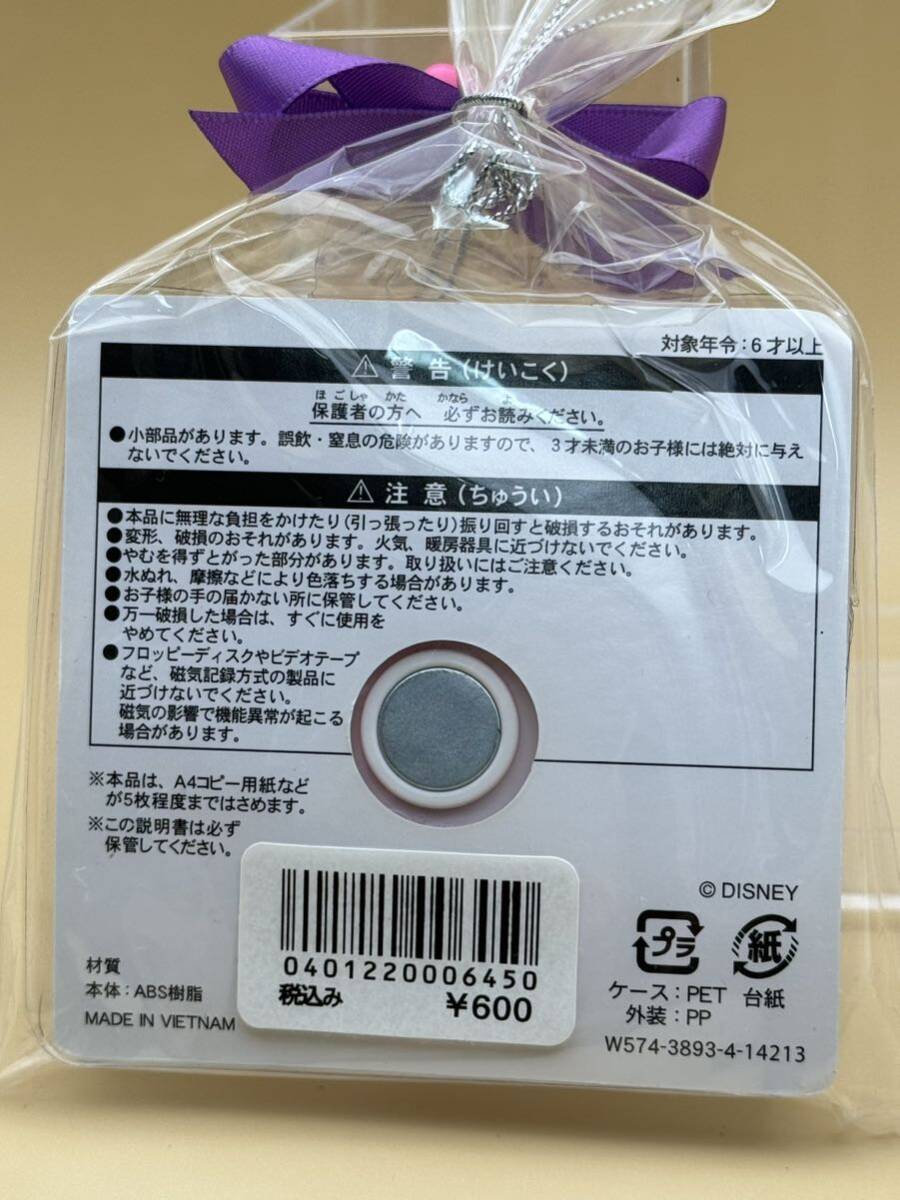 対象年令：6才以上
⚠ 警告（けいこく）
ほごしゃ かた かなら よ
保護者の方へ 必ずお読みください。
●小部品があります。誤飲・窒息の危険がありますので、3才未満のお子様には絶対に与え
ないでください。
⚠ 注意（ちゅうい）
●本品に無理な負担をかけたり（引っ張ったり）振り回すと破損するおそれがあります。
●変形、破損のおそれがあります。火気、暖房器具に近づけないでください。
●やむを得ずとがった部分があります。取り扱いにはご注意ください。
●水ぬれ、摩擦などにより色落ちする場合があります。
●お子様の手の届かない所に保管してください。
●万一破損した場合は、すぐに使用を
やめてください。
●フロッピーディスクやビデオテープ
など、磁気記録方式の製品に
近づけないでください。
磁気の影響で機能異常が起こる
場合があります。
※本品は、A4コピー用紙など
が5枚程度まではさめます。
※この説明書は必ず
保管してください。
0401220006450
税込み ¥600
材質
本体：ABS樹脂
MADE IN VIETNAM
© DISNEY
プラ 紙
ケース：PET 台紙
外装：PP
W574-3893-4-14213